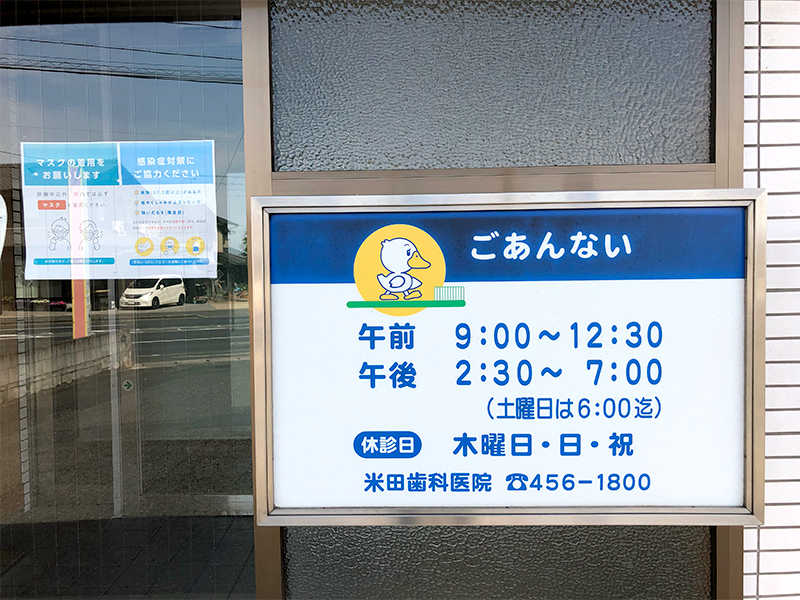 マスクの着用を
お願いします
マスク
感染症対策に
ご協力ください
ごあんない
午前 9:00～12:30
午後 2:30～ 7:00
（土曜日は6:00迄）
休診日 木曜日・日・祝
米田歯科医院 ☎456-1800